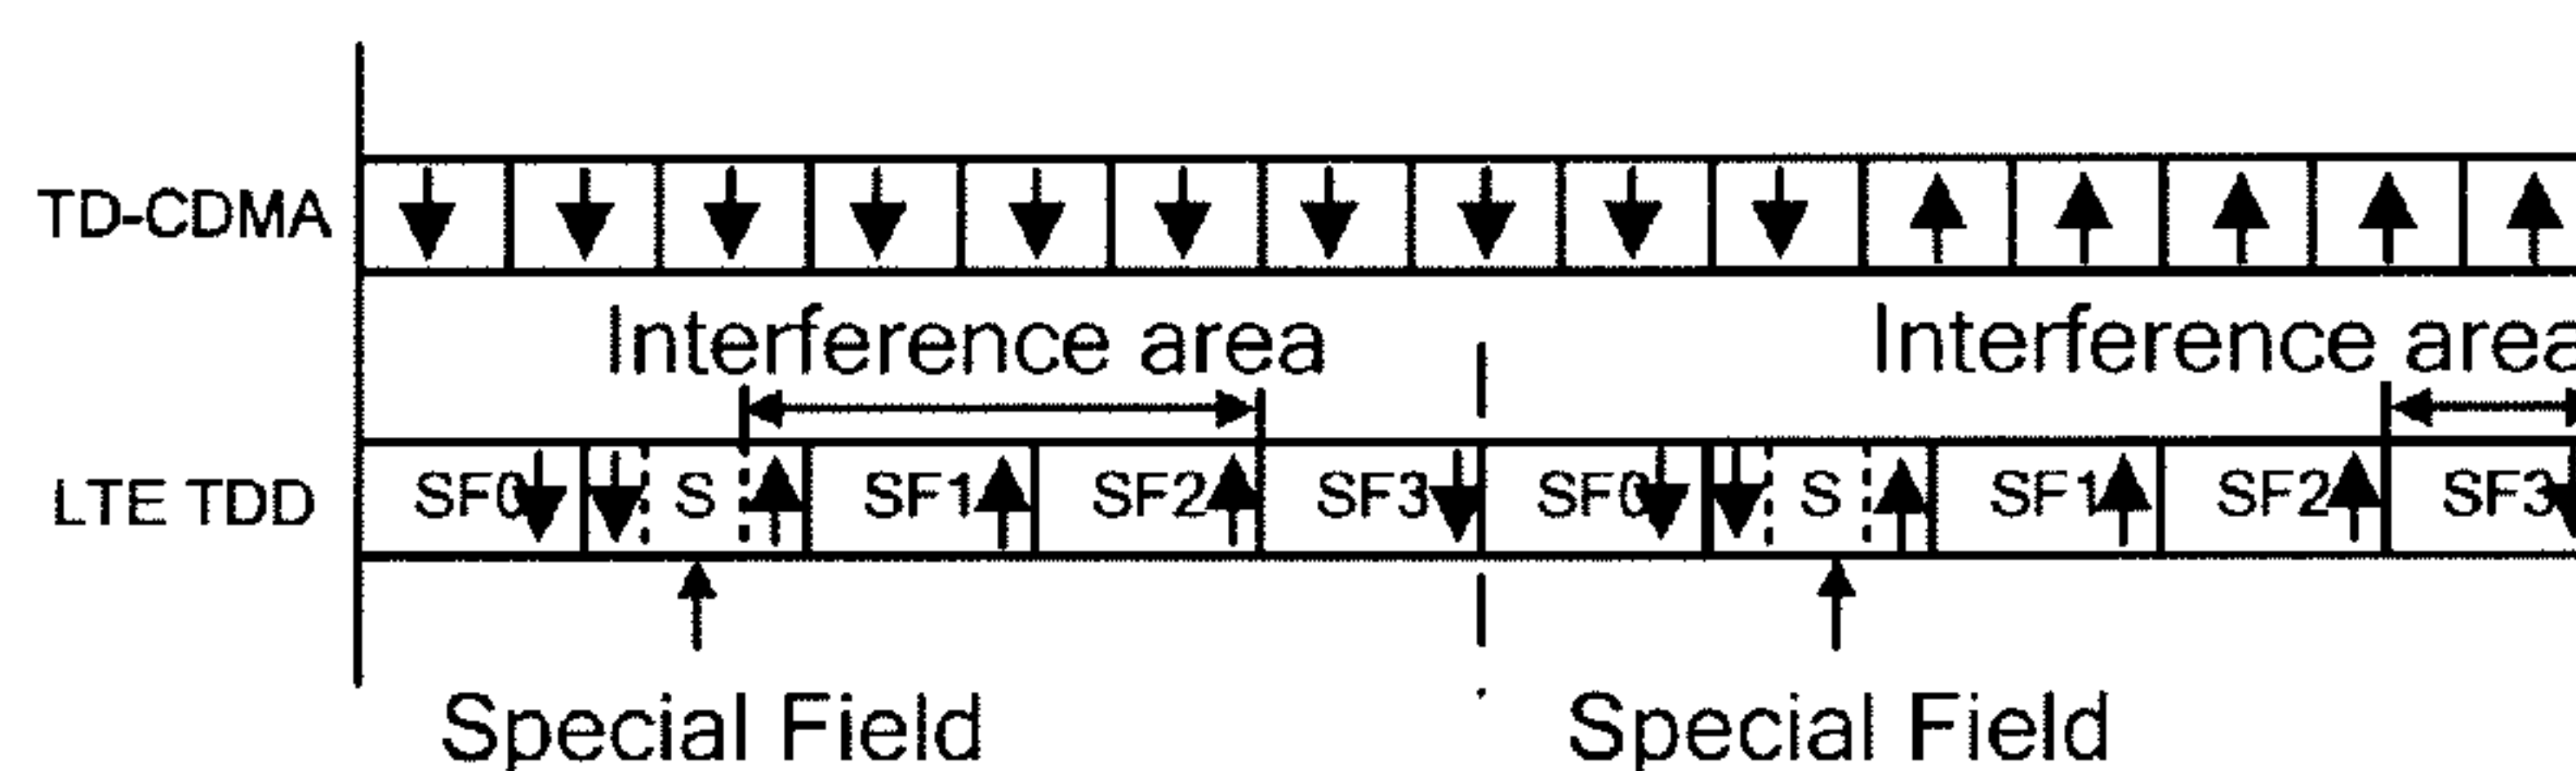 TD-CDMA
Interference area Interference area
LTE TDD SF0 S SF1 SF2 SF3 SF0 S SF1 SF2 SF3
Special Field Special Field